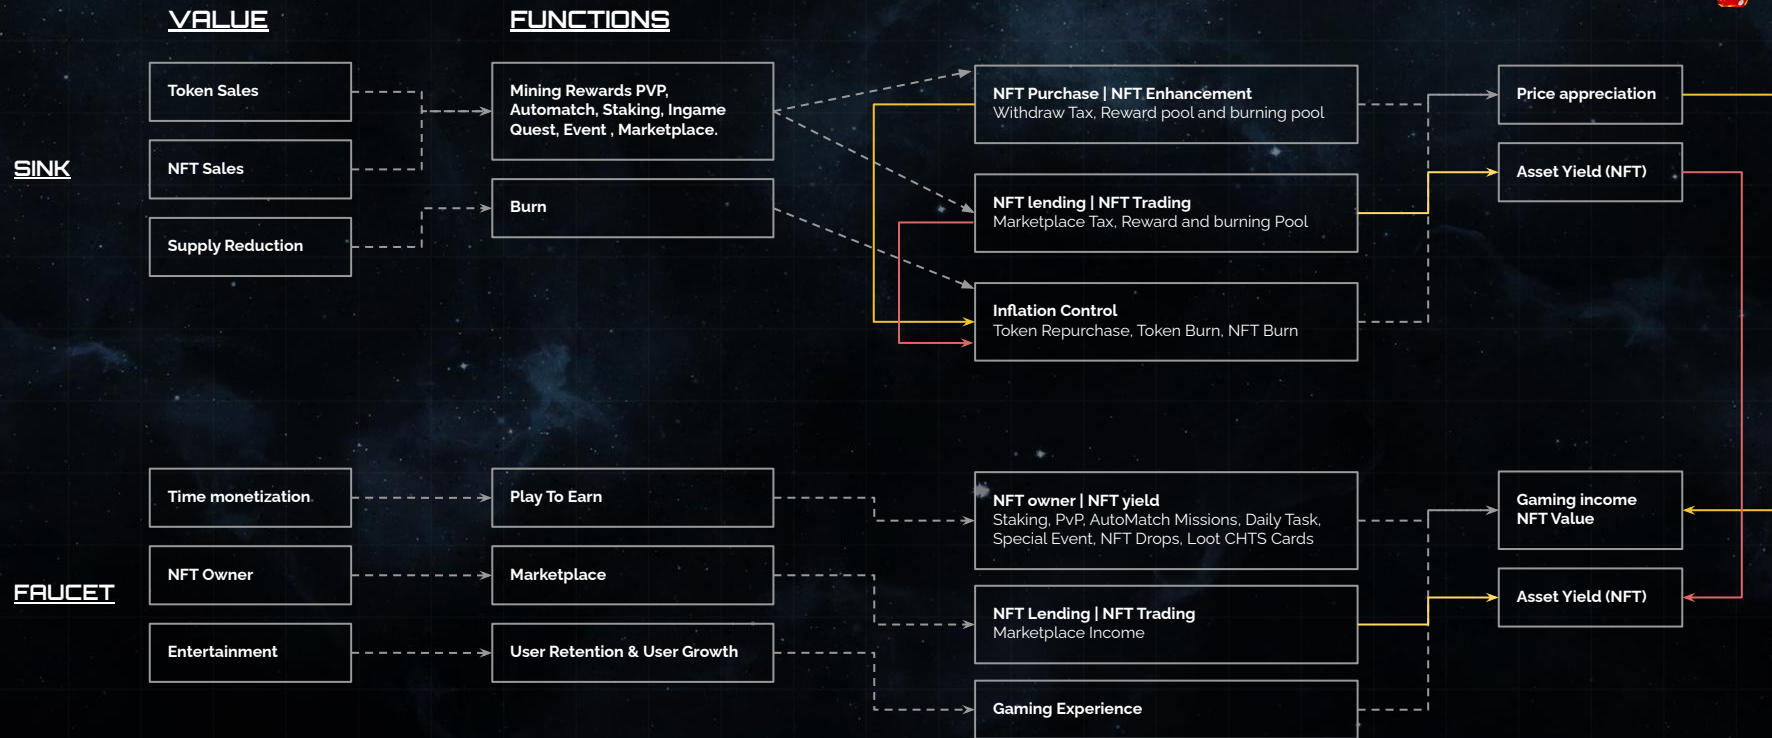 VALUE
FUNCTIONS
SINK
Token Sales
NFT Sales
Supply Reduction
Mining Rewards PVP,
Automatch, Staking, Ingame
Quest, Event , Marketplace.
Burn
NFT Purchase | NFT Enhancement
Withdraw Tax, Reward pool and burning pool
NFT lending | NFT Trading
Marketplace Tax, Reward and burning Pool
Inflation Control
Token Repurchase, Token Burn, NFT Burn
Price appreciation
Asset Yield (NFT)
FAUCET
Time monetization
NFT Owner
Entertainment
Play To Earn
Marketplace
User Retention & User Growth
NFT owner | NFT yield
Staking, PvP, AutoMatch Missions, Daily Task,
Special Event, NFT Drops, Loot CHTS Cards
NFT Lending | NFT Trading
Marketplace Income
Gaming Experience
Gaming income
NFT Value
Asset Yield (NFT)